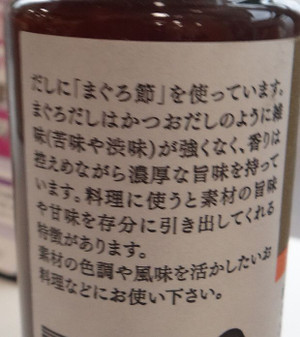 だしに「まぐろ節」を使っています。
まぐろだしはかつおだしのように雑
味(苦味や渋味)が強くなく、香りは
控えめながら濃厚な旨味を持って
います。料理に使うと素材の旨味
や甘味を存分に引き出してくれる
特徴があります。
素材の色調や風味を活かしたいお
料理などにお使い下さい。